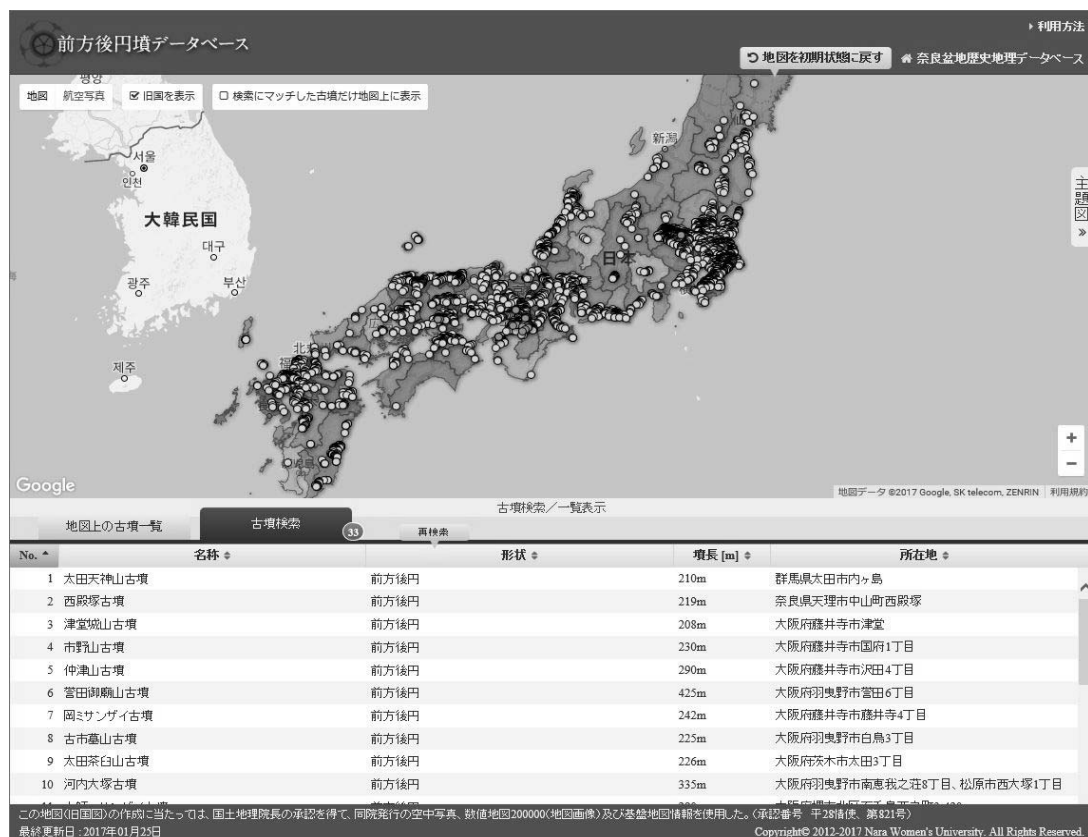 前方後円墳データベース
利用方法
地図を初期状態に戻す
奈良盆地歴史地理データベース
地図 航空写真
旧国を表示
検索にマッチした古墳だけ地図上に表示
평양
서울
인천
大韓民国
대구
광주
부산
제주
新潟
日本
主題図 »
+
−
Google
地図データ ©2017 Google, SK telecom, ZENRIN 利用規約
古墳検索/一覧表示
地図上の古墳一覧
古墳検索 33
再検索
No. 名称 形状 墳長 [m] 所在地
1 太田天神山古墳 前方後円 210m 群馬県太田市内ヶ島
2 西殿塚古墳 前方後円 219m 奈良県天理市中山町西殿塚
3 津堂城山古墳 前方後円 208m 大阪府藤井寺市津堂
4 市野山古墳 前方後円 230m 大阪府藤井寺市国府1丁目
5 仲津山古墳 前方後円 290m 大阪府藤井寺市沢田4丁目
6 誉田御廟山古墳 前方後円 425m 大阪府羽曳野市誉田6丁目
7 岡ミサンザイ古墳 前方後円 242m 大阪府藤井寺市藤井寺4丁目
8 古市墓山古墳 前方後円 225m 大阪府羽曳野市白鳥3丁目
9 太田茶臼山古墳 前方後円 226m 大阪府茨木市太田3丁目
10 河内大塚古墳 前方後円 335m 大阪府羽曳野市南恵我之荘8丁目、松原市西大塚1丁目
この地図(旧国図)の作成に当たっては、国土地理院長の承認を得て、同院発行の空中写真、数値地図200000(地図画像)及び基盤地図情報を使用した。(承認番号 平28情使、第821号)
最終更新日:2017年01月25日
Copyright© 2012-2017 Nara Women's University. All Rights Reserved.